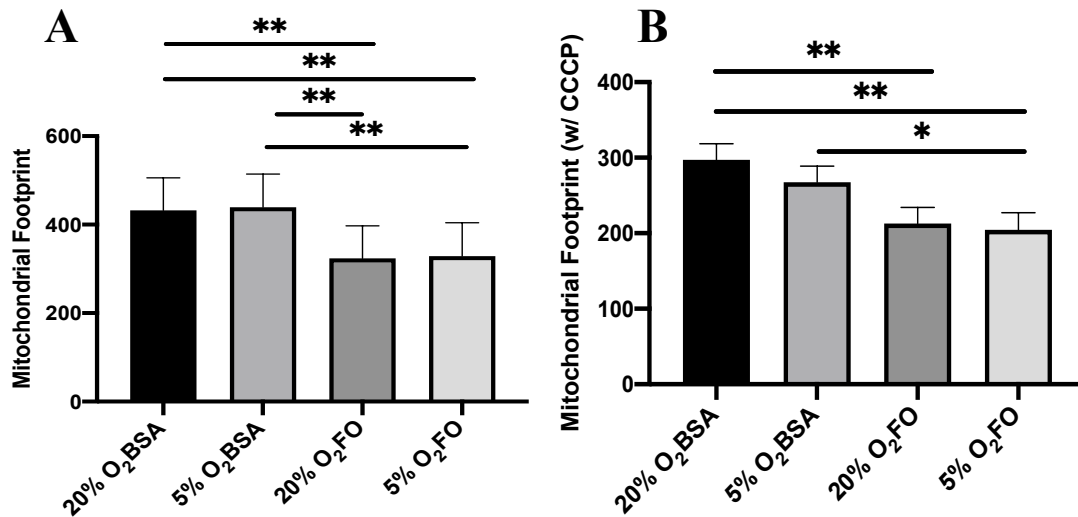 A
**
**
**
**
Mitochondrial Footprint
600
400
200
0
20% O₂BSA
5% O₂BSA
20% O₂FO
5% O₂FO
B
**
**
*
Mitochondrial Footprint (w/ CCCP)
400
300
200
100
0
20% O₂BSA
5% O₂BSA
20% O₂FO
5% O₂FO